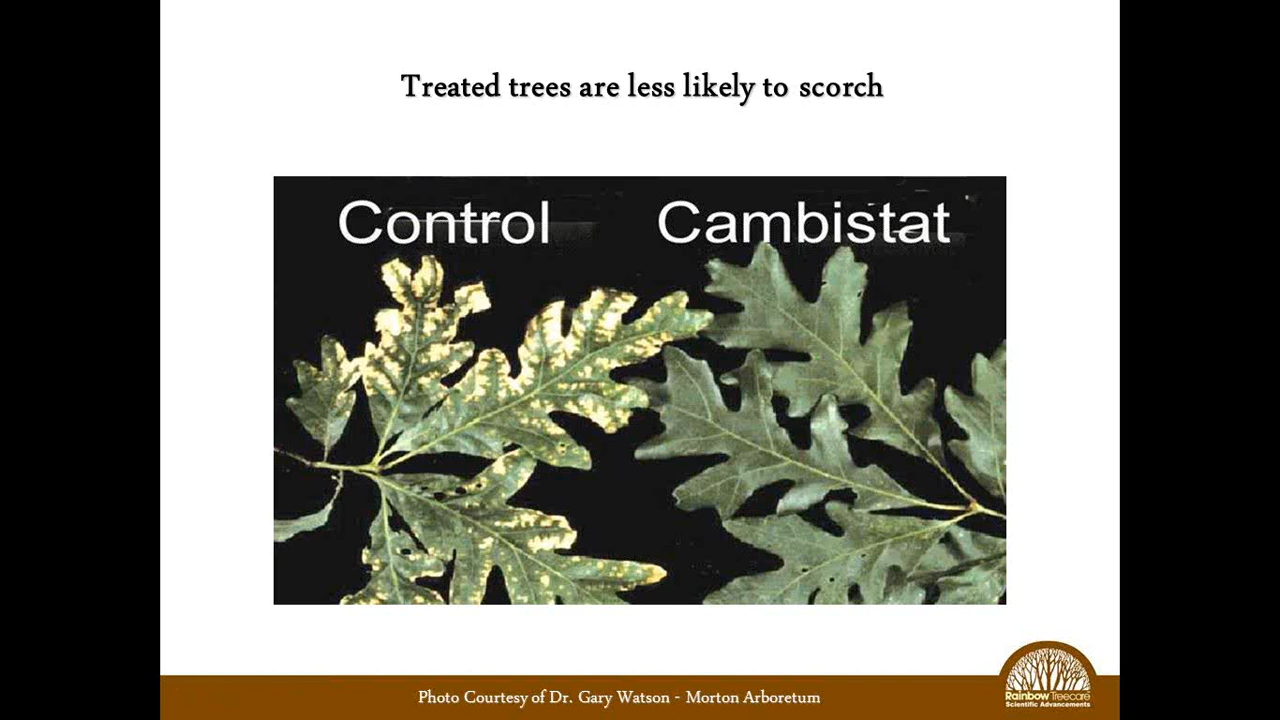 Treated trees are less likely to scorch
Control
Cambistat
Photo Courtesy of Dr. Gary Watson - Morton Arboretum
Rainbow Treecare
Scientific Advancements